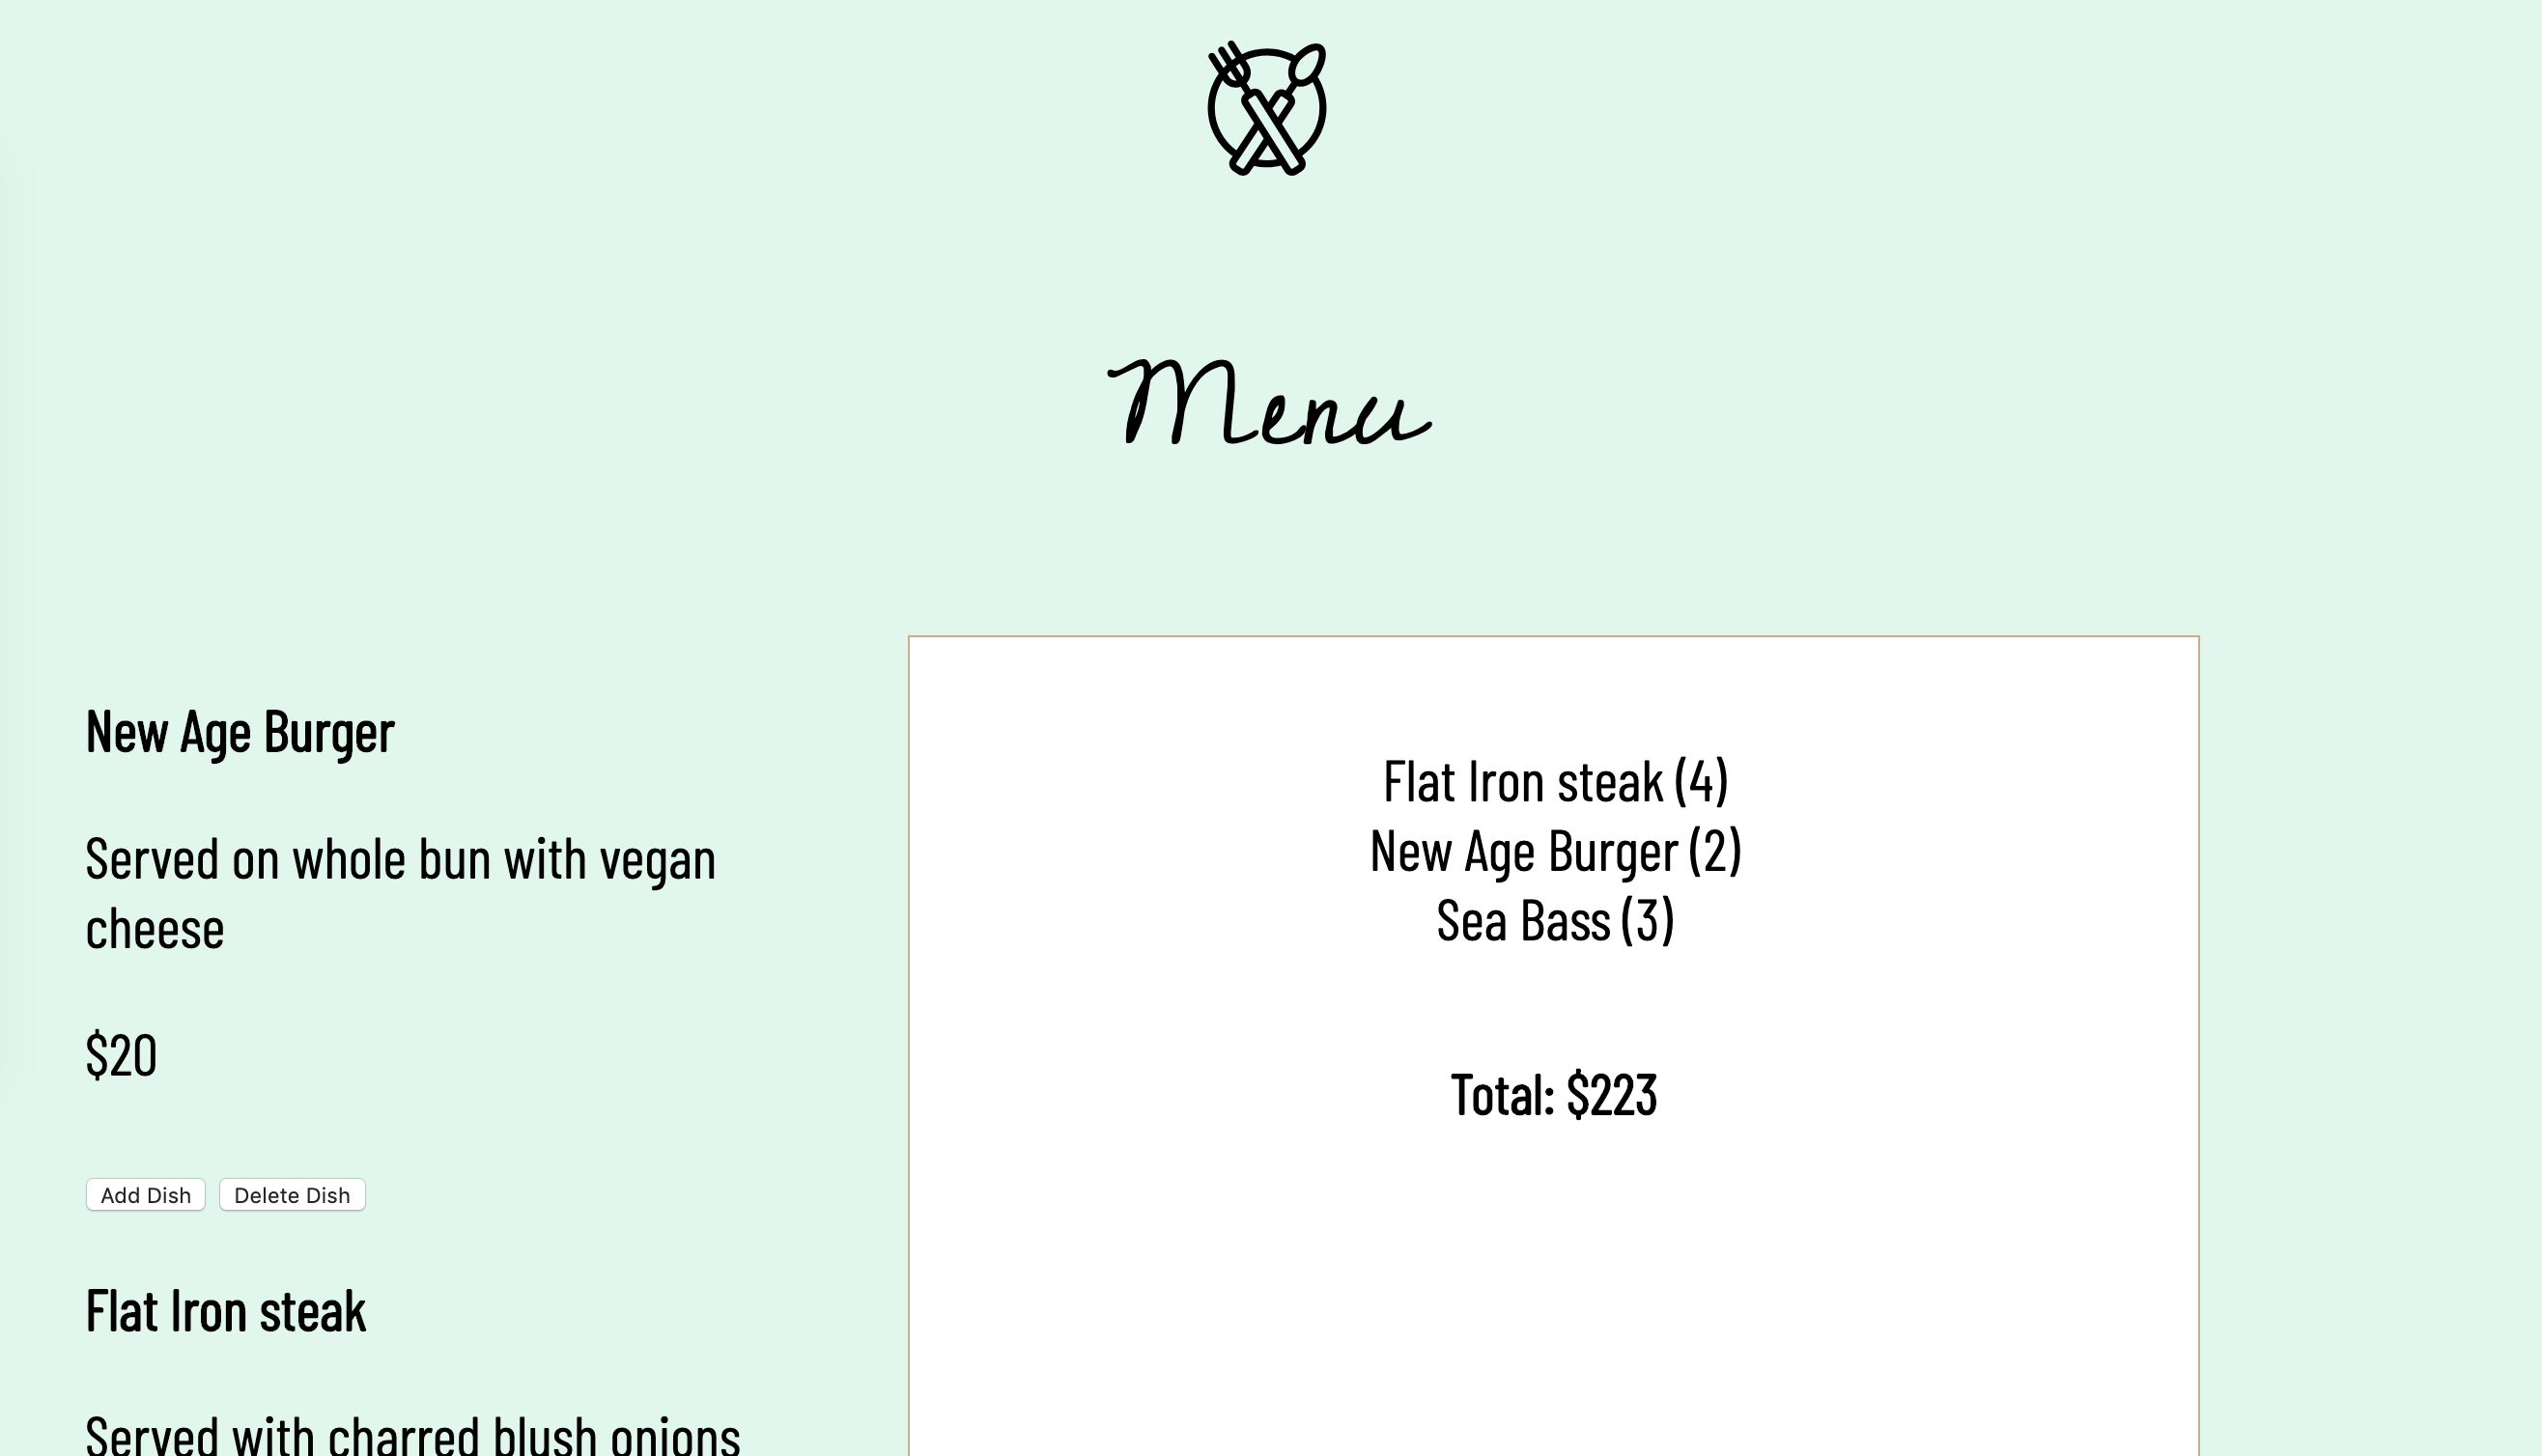 Menu
New Age Burger
Served on whole bun with vegan
cheese
$20
Add Dish Delete Dish
Flat Iron steak
Served with charred blush onions
Flat Iron steak (4)
New Age Burger (2)
Sea Bass (3)
Total: $223